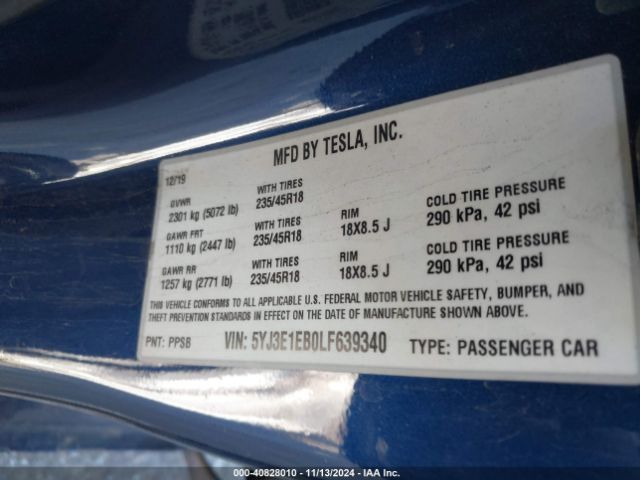 MFD BY TESLA, INC.
12/19
GVWR WITH TIRES
2301 kg (5072 lb) 235/45R18
GAWR FRT WITH TIRES RIM COLD TIRE PRESSURE
1110 kg (2447 lb) 235/45R18 18X8.5 J 290 kPa, 42 psi
GAWR RR WITH TIRES RIM COLD TIRE PRESSURE
1257 kg (2771 lb) 235/45R18 18X8.5 J 290 kPa, 42 psi
THIS VEHICLE CONFORMS TO ALL APPLICABLE U.S. FEDERAL MOTOR VEHICLE SAFETY, BUMPER, AND
THEFT PREVENTION STANDARDS IN EFFECT ON THE DATE OF MANUFACTURE SHOWN ABOVE.
PNT: PPSB VIN: 5YJ3E1EB0LF639340 TYPE: PASSENGER CAR
000-40828010 - 11/13/2024 - IAA Inc.